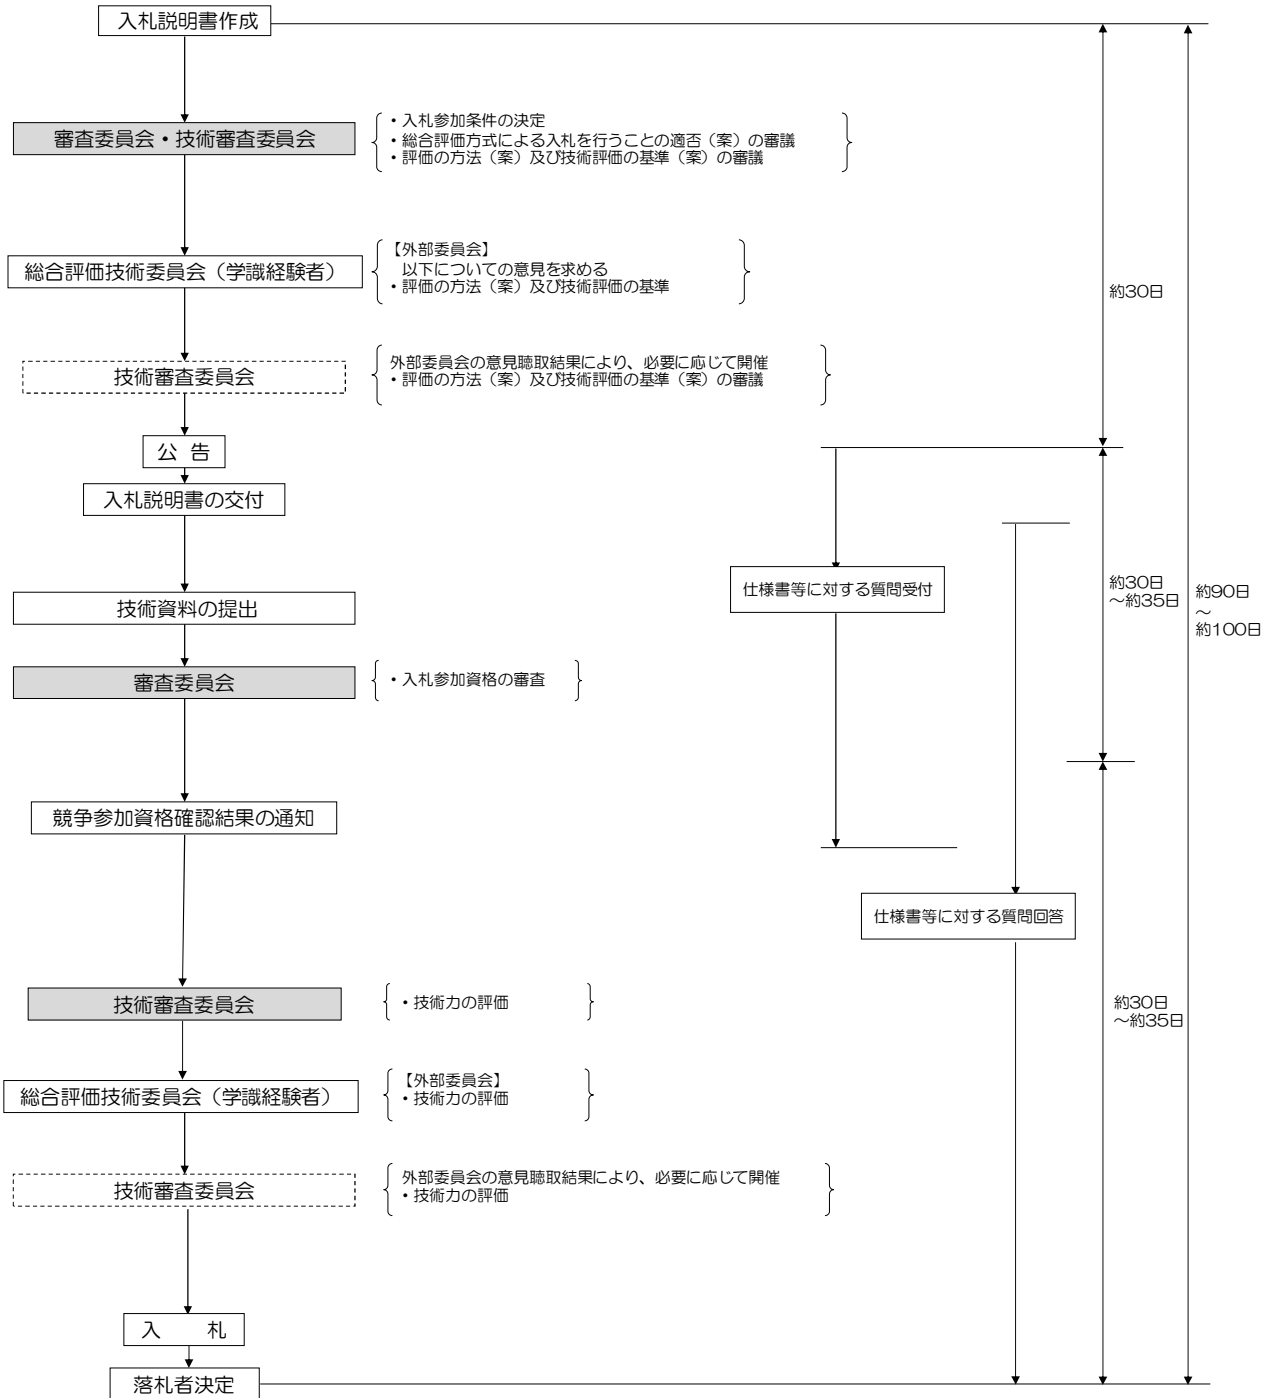 入札説明書作成
審査委員会・技術審査委員会
・入札参加条件の決定
・総合評価方式による入札を行うことの適否（案）の審議
・評価の方法（案）及び技術評価の基準（案）の審議
総合評価技術委員会（学識経験者）
【外部委員会】
以下についての意見を求める
・評価の方法（案）及び技術評価の基準
約30日
技術審査委員会
外部委員会の意見聴取結果により、必要に応じて開催
・評価の方法（案）及び技術評価の基準（案）の審議
公 告
入札説明書の交付
技術資料の提出
仕様書等に対する質問受付
約30日
～約35日
約90日
～
約100日
審査委員会
・入札参加資格の審査
競争参加資格確認結果の通知
仕様書等に対する質問回答
技術審査委員会
・技術力の評価
約30日
～約35日
総合評価技術委員会（学識経験者）
【外部委員会】
・技術力の評価
技術審査委員会
外部委員会の意見聴取結果により、必要に応じて開催
・技術力の評価
入　札
落札者決定